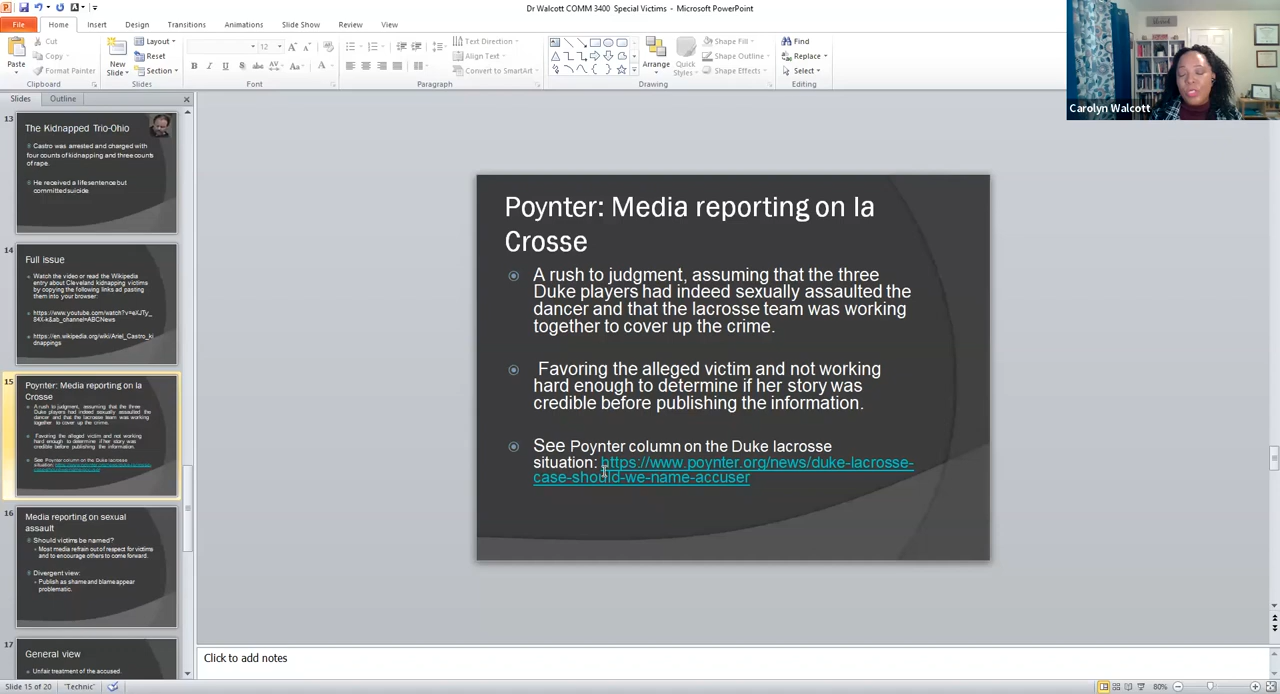 Dr Walcott COMM 3400 Special Victims - Microsoft PowerPoint
File Home Insert Design Transitions Animations Slide Show Review View
Paste
Cut
Copy
Format Painter
Clipboard
New
Slide
Layout
Reset
Section
Slides
12
B I U S abc AV Aa A
Font
Paragraph
Text Direction
Align Text
Convert to SmartArt
Arrange
Quick
Styles
Shape Fill
Shape Outline
Shape Effects
Drawing
Find
Replace
Select
Editing
Carolyn Walcott
Slides Outline
13
The Kidnapped Trio-Ohio
Castro was arrested and charged with
four counts of kidnapping and three counts
of rape.
He received a life sentence but
committed suicide
14
Full issue
Watch the video or read the Wikipedia
entry about Cleveland kidnapping victims
by copying the following links ad pasting
them into your browser:
https://www.youtube.com/watch?v=eXJTy_
84X-k&ab_channel=ABCNews
https://en.wikipedia.org/wiki/Ariel_Castro_ki
dnappings
15
Poynter: Media reporting on la
Crosse
A rush to judgment, assuming that the three
Duke players had indeed sexually assaulted the
dancer and that the lacrosse team was working
together to cover up the crime.
Favoring the alleged victim and not working
hard enough to determine if her story was
credible before publishing the information.
See Poynter column on the Duke lacrosse
situation: https://www.poynter.org/news/duke-lacrosse-
case-should-we-name-accuser
16
Media reporting on sexual
assault
Should victims be named?
Most media refrain out of respect for victims
and to encourage others to come forward.
Divergent view:
Publish as shame and blame appear
problematic.
17
General view
Unfair treatment of the accused.
Poynter: Media reporting on la
Crosse
A rush to judgment, assuming that the three
Duke players had indeed sexually assaulted the
dancer and that the lacrosse team was working
together to cover up the crime.
Favoring the alleged victim and not working
hard enough to determine if her story was
credible before publishing the information.
See Poynter column on the Duke lacrosse
situation: https://www.poynter.org/news/duke-lacrosse-
case-should-we-name-accuser
Click to add notes
Slide 15 of 20 "Technic" 80%